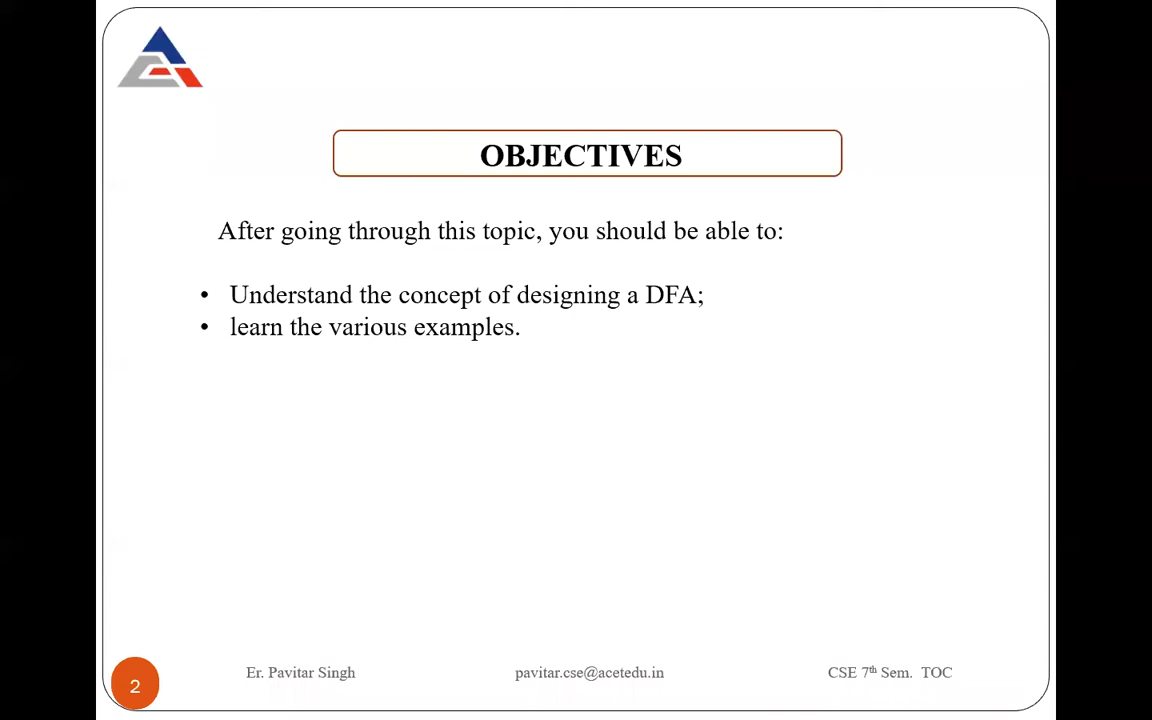 OBJECTIVES
After going through this topic, you should be able to:
• Understand the concept of designing a DFA;
• learn the various examples.
2
Er. Pavitar Singh pavitar.cse@acetedu.in CSE 7th Sem. TOC